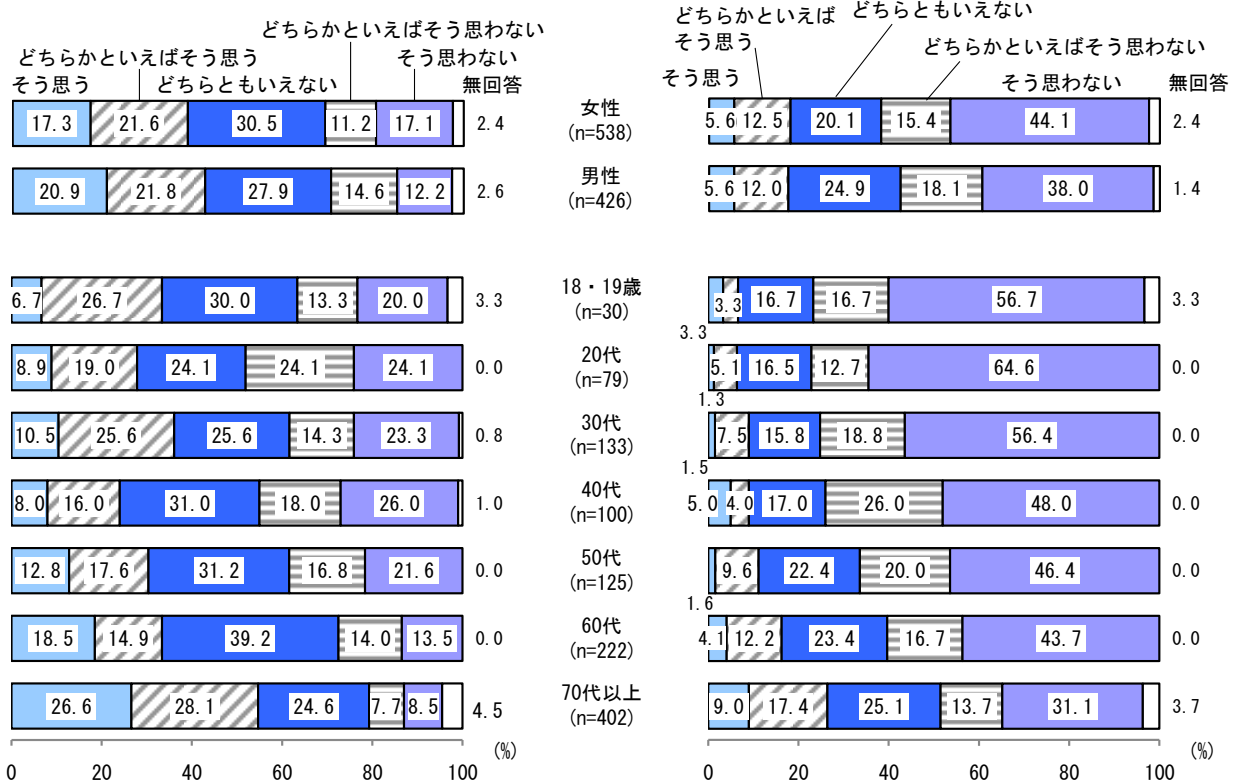 どちらかといえばそう思わない
どちらかといえばそう思う そう思わない
そう思う どちらともいえない 無回答
どちらかといえば どちらともいえない
そう思う どちらかといえばそう思わない
そう思う そう思わない 無回答
17.3 21.6 30.5 11.2 17.1 2.4 女性 5.6 12.5 20.1 15.4 44.1 2.4
(n=538)
20.9 21.8 27.9 14.6 12.2 2.6 男性 5.6 12.0 24.9 18.1 38.0 1.4
(n=426)
6.7 26.7 30.0 13.3 20.0 3.3 18・19歳 3.3 16.7 16.7 56.7 3.3
(n=30)
3.3
8.9 19.0 24.1 24.1 24.1 0.0 20代 5.1 16.5 12.7 64.6 0.0
(n=79)
1.3
10.5 25.6 25.6 14.3 23.3 0.8 30代 7.5 15.8 18.8 56.4 0.0
(n=133)
1.5
8.0 16.0 31.0 18.0 26.0 1.0 40代 5.0 4.0 17.0 26.0 48.0 0.0
(n=100)
12.8 17.6 31.2 16.8 21.6 0.0 50代 9.6 22.4 20.0 46.4 0.0
(n=125)
1.6
18.5 14.9 39.2 14.0 13.5 0.0 60代 4.1 12.2 23.4 16.7 43.7 0.0
(n=222)
26.6 28.1 24.6 7.7 8.5 4.5 70代以上 9.0 17.4 25.1 13.7 31.1 3.7
(n=402)
(%) (%)
0 20 40 60 80 100 0 20 40 60 80 100